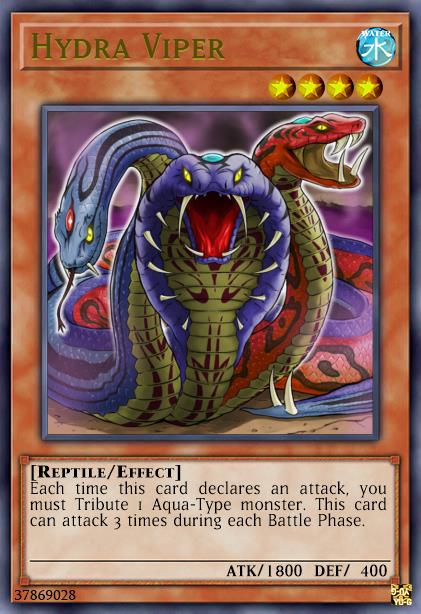 Hydra Viper
WATER
水
[Reptile/Effect]
Each time this card declares an attack, you
must Tribute 1 Aqua-Type monster. This card
can attack 3 times during each Battle Phase.
ATK/1800 DEF/ 400
37869028